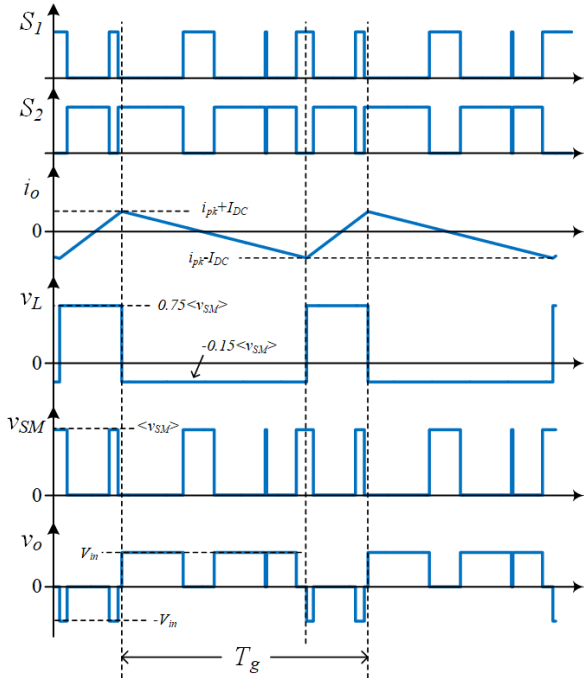 S1
S2
io
0
ipk+IDC
ipk-IDC
vL
0.75<vSM>
-0.15<vSM>
0
vSM
<vSM>
0
vo
Vin
0
-Vin
Tg